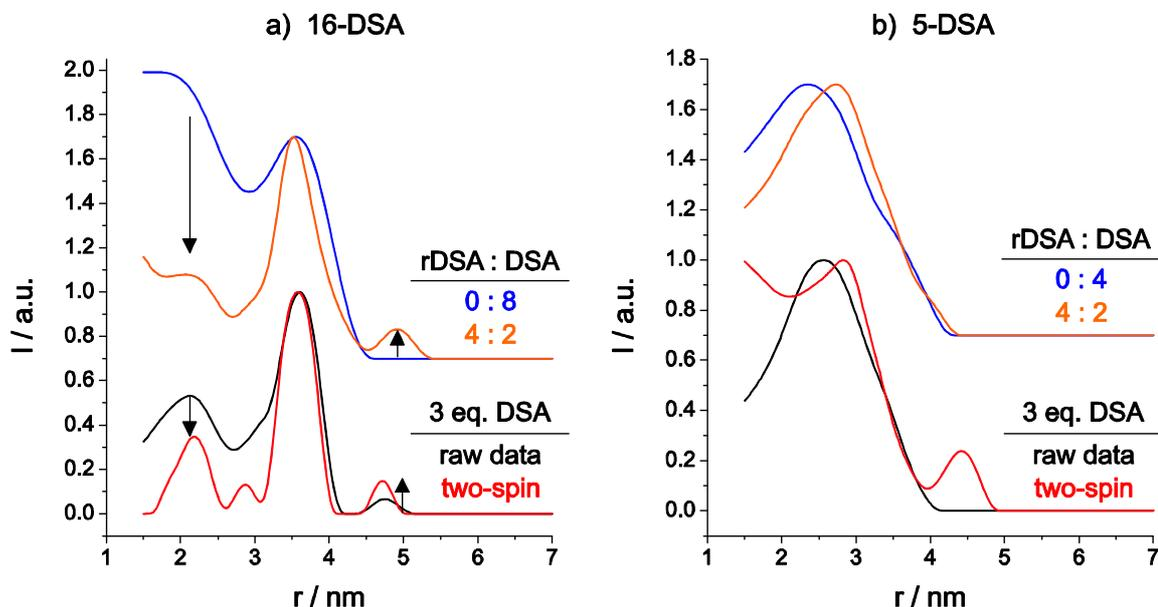 a) 16-DSA
I / a.u.
2.0
1.8
1.6
1.4
1.2
1.0
0.8
0.6
0.4
0.2
0.0
rDSA : DSA
0 : 8
4 : 2
3 eq. DSA
raw data
two-spin
1 2 3 4 5 6 7
r / nm
b) 5-DSA
I / a.u.
1.8
1.6
1.4
1.2
1.0
0.8
0.6
0.4
0.2
0.0
rDSA : DSA
0 : 4
4 : 2
3 eq. DSA
raw data
two-spin
1 2 3 4 5 6 7
r / nm